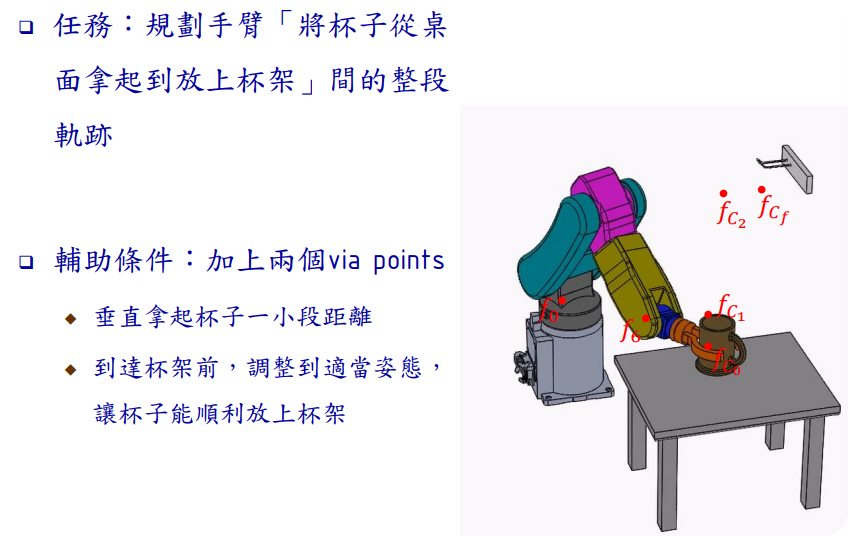 任務：規劃手臂「將杯子從桌
面拿起到放上杯架」間的整段
軌跡
輔助條件：加上兩個via points
垂直拿起杯子一小段距離
到達杯架前，調整到適當姿態，
讓杯子能順利放上杯架
f_{C_2}
f_{C_f}
f_0
f_6
f_{C_1}
f_{C_0}